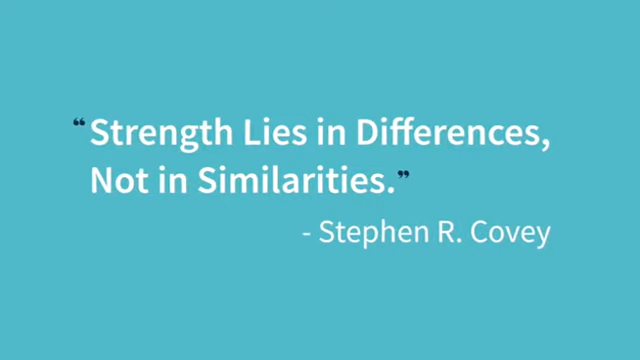 “Strength Lies in Differences,
Not in Similarities.”
- Stephen R. Covey